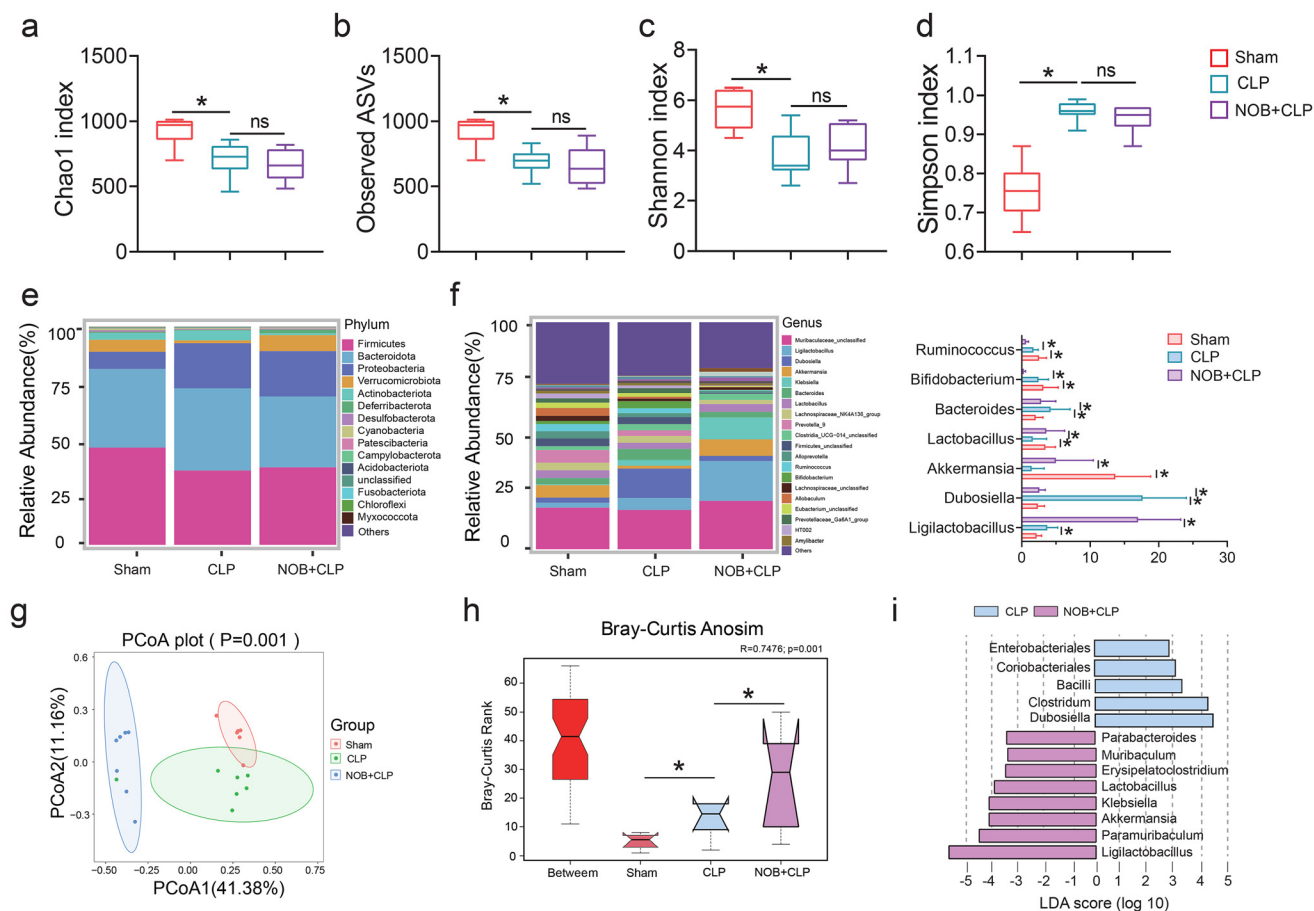 a
b
c
d
1500
1000
500
0
Chao1 index
*
ns
1500
1000
500
0
Observed ASVs
*
ns
8
6
4
2
0
Shannon index
*
ns
1.1
1.0
0.9
0.8
0.7
0.6
Simpson index
*
ns
Sham
CLP
NOB+CLP
e
100
75
50
25
0
Relative Abundance(%)
Sham
CLP
NOB+CLP
Phylum
Firmicutes
Bacteroidota
Proteobacteria
Verrucomicrobiota
Actinobacteriota
Deferribacterota
Desulfobacterota
Cyanobacteria
Patescibacteria
Campylobacterota
Acidobacteriota
unclassified
Fusobacteriota
Chloroflexi
Myxococcota
Others
f
100
75
50
25
0
Relative Abundance(%)
Sham
CLP
NOB+CLP
Genus
Muribaculaceae_unclassified
Ligilactobacillus
Dubosiella
Akkermansia
Klebsiella
Bacteroides
Lactobacillus
Lachnospiraceae_NK4A136_group
Prevotella_9
Clostridia_UCG-014_unclassified
Firmicutes_unclassified
Alloprevotella
Ruminococcus
Bifidobacterium
Lachnospiraceae_unclassified
Allobaculum
Eubacterium_unclassified
Prevotellaceae_Ga6A1_group
HT002
Amylibacter
Others
Sham
CLP
NOB+CLP
Ruminococcus
Bifidobacterium
Bacteroides
Lactobacillus
Akkermansia
Dubosiella
Ligilactobacillus
* *
* *
* *
* *
* *
* *
* *
0 10 20 30
g
PCoA plot ( P=0.001 )
0.6
0.3
0.0
−0.3
PCoA2(11.16%)
−0.50 −0.25 0.00 0.25 0.50 0.75
PCoA1(41.38%)
Group
Sham
CLP
NOB+CLP
h
Bray-Curtis Anosim
R=0.7476; p=0.001
60
50
40
30
20
10
0
Bray-Curtis Rank
*
*
Betweem
Sham
CLP
NOB+CLP
i
CLP
NOB+CLP
Enterobacteriales
Coriobacteriales
Bacilli
Clostridum
Dubosiella
Parabacteroides
Muribaculum
Erysipelatoclostridium
Lactobacillus
Klebsiella
Akkermansia
Paramuribaculum
Ligilactobacillus
-5 -4 -3 -2 -1 0 1 2 3 4 5
LDA score (log 10)